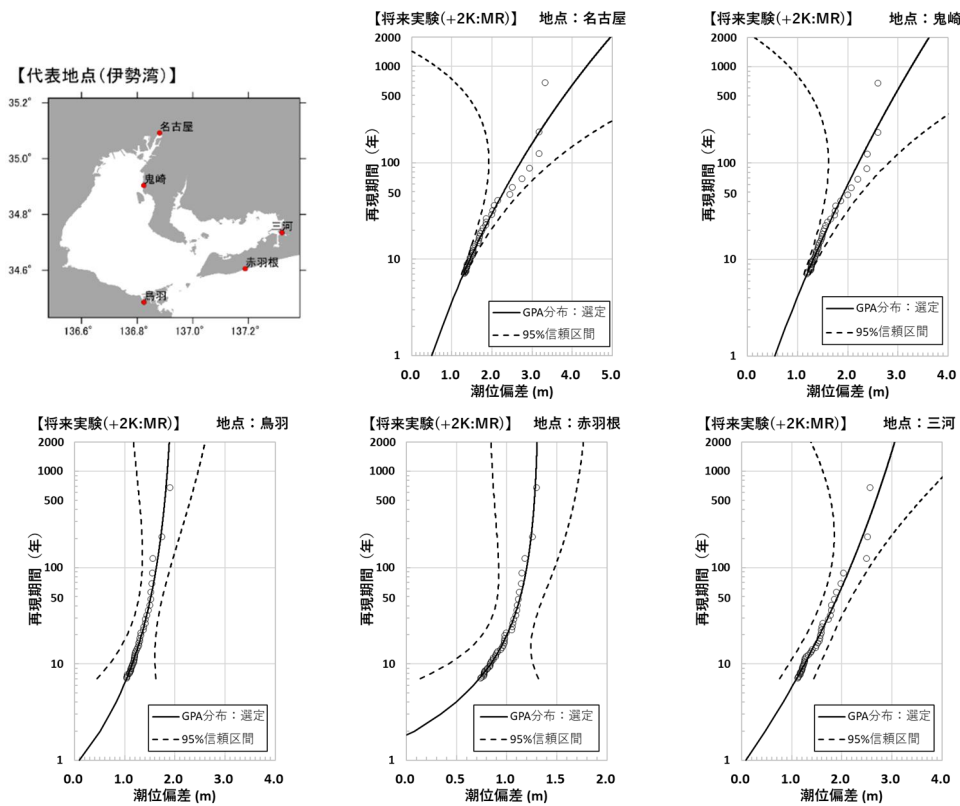 【代表地点(伊勢湾)】
35.2°
35.0°
34.8°
34.6°
136.6°
136.8°
137.0°
137.2°
名古屋
鬼崎
三河
赤羽根
鳥羽
【将来実験(+2K:MR)】 地点：名古屋
再現期間（年）
2000
1000
500
100
50
10
1
0.0 1.0 2.0 3.0 4.0 5.0
潮位偏差 (m)
GPA分布：選定
95%信頼区間
【将来実験(+2K:MR)】 地点：鬼崎
再現期間（年）
2000
1000
500
100
50
10
1
0.0 1.0 2.0 3.0 4.0
潮位偏差 (m)
GPA分布：選定
95%信頼区間
【将来実験(+2K:MR)】 地点：鳥羽
再現期間（年）
2000
1000
500
100
50
10
1
0.0 1.0 2.0 3.0 4.0
潮位偏差 (m)
GPA分布：選定
95%信頼区間
【将来実験(+2K:MR)】 地点：赤羽根
再現期間（年）
2000
1000
500
100
50
10
1
0.0 0.5 1.0 1.5 2.0
潮位偏差 (m)
GPA分布：選定
95%信頼区間
【将来実験(+2K:MR)】 地点：三河
再現期間（年）
2000
1000
500
100
50
10
1
0.0 1.0 2.0 3.0 4.0
潮位偏差 (m)
GPA分布：選定
95%信頼区間